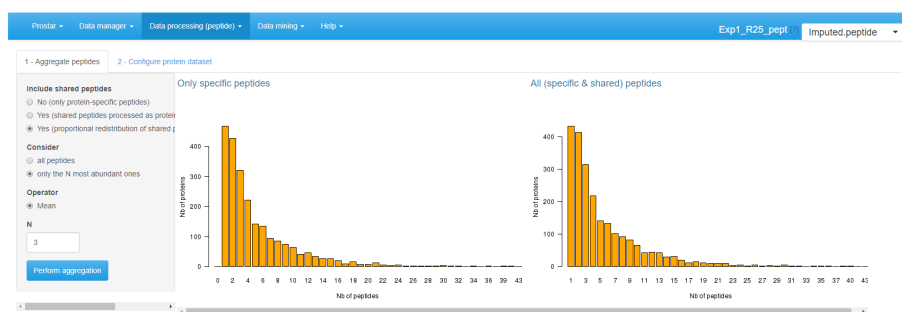 Prostar Data manager Data processing (peptide) Data mining Help Exp1_R25_pept Imputed.peptide
1 - Aggregate peptides 2 - Configure protein dataset
Include shared peptides
No (only protein-specific peptides)
Yes (shared peptides processed as protei
Yes (proportional redistribution of shared p
Consider
all peptides
only the N most abundant ones
Operator
Mean
N
3
Perform aggregation
Only specific peptides
Nb of proteins
400
300
200
100
0
0 2 4 6 8 10 12 14 16 18 20 22 24 26 28 30 32 34 36 39 43
Nb of peptides
All (specific & shared) peptides
Nb of proteins
400
300
200
100
0
1 3 5 7 9 11 13 15 17 19 21 23 25 27 29 31 33 35 37 40 43
Nb of peptides